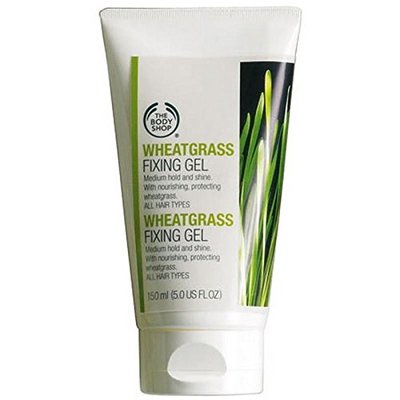 THE
BODY
SHOP®
WHEATGRASS
FIXING GEL
Medium hold and shine.
With nourishing, protecting
wheatgrass.
ALL HAIR TYPES
WHEATGRASS
FIXING GEL
Medium hold and shine.
With nourishing, protecting
wheatgrass.
ALL HAIR TYPES
150 ml (5.0 US FL OZ)